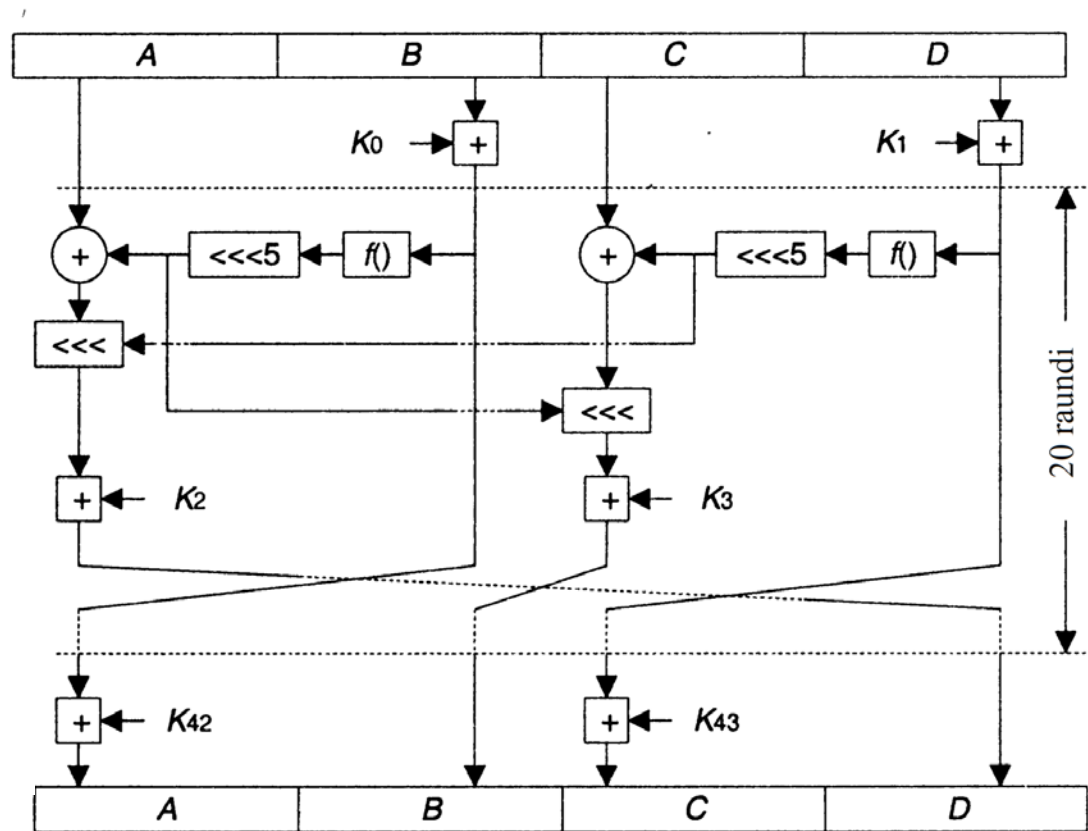 A B C D
K0 + K1 +
+ <<<5 f() + <<<5 f()
<<<
<<<
+ K2 + K3
20 raundi
+ K42 + K43
A B C D